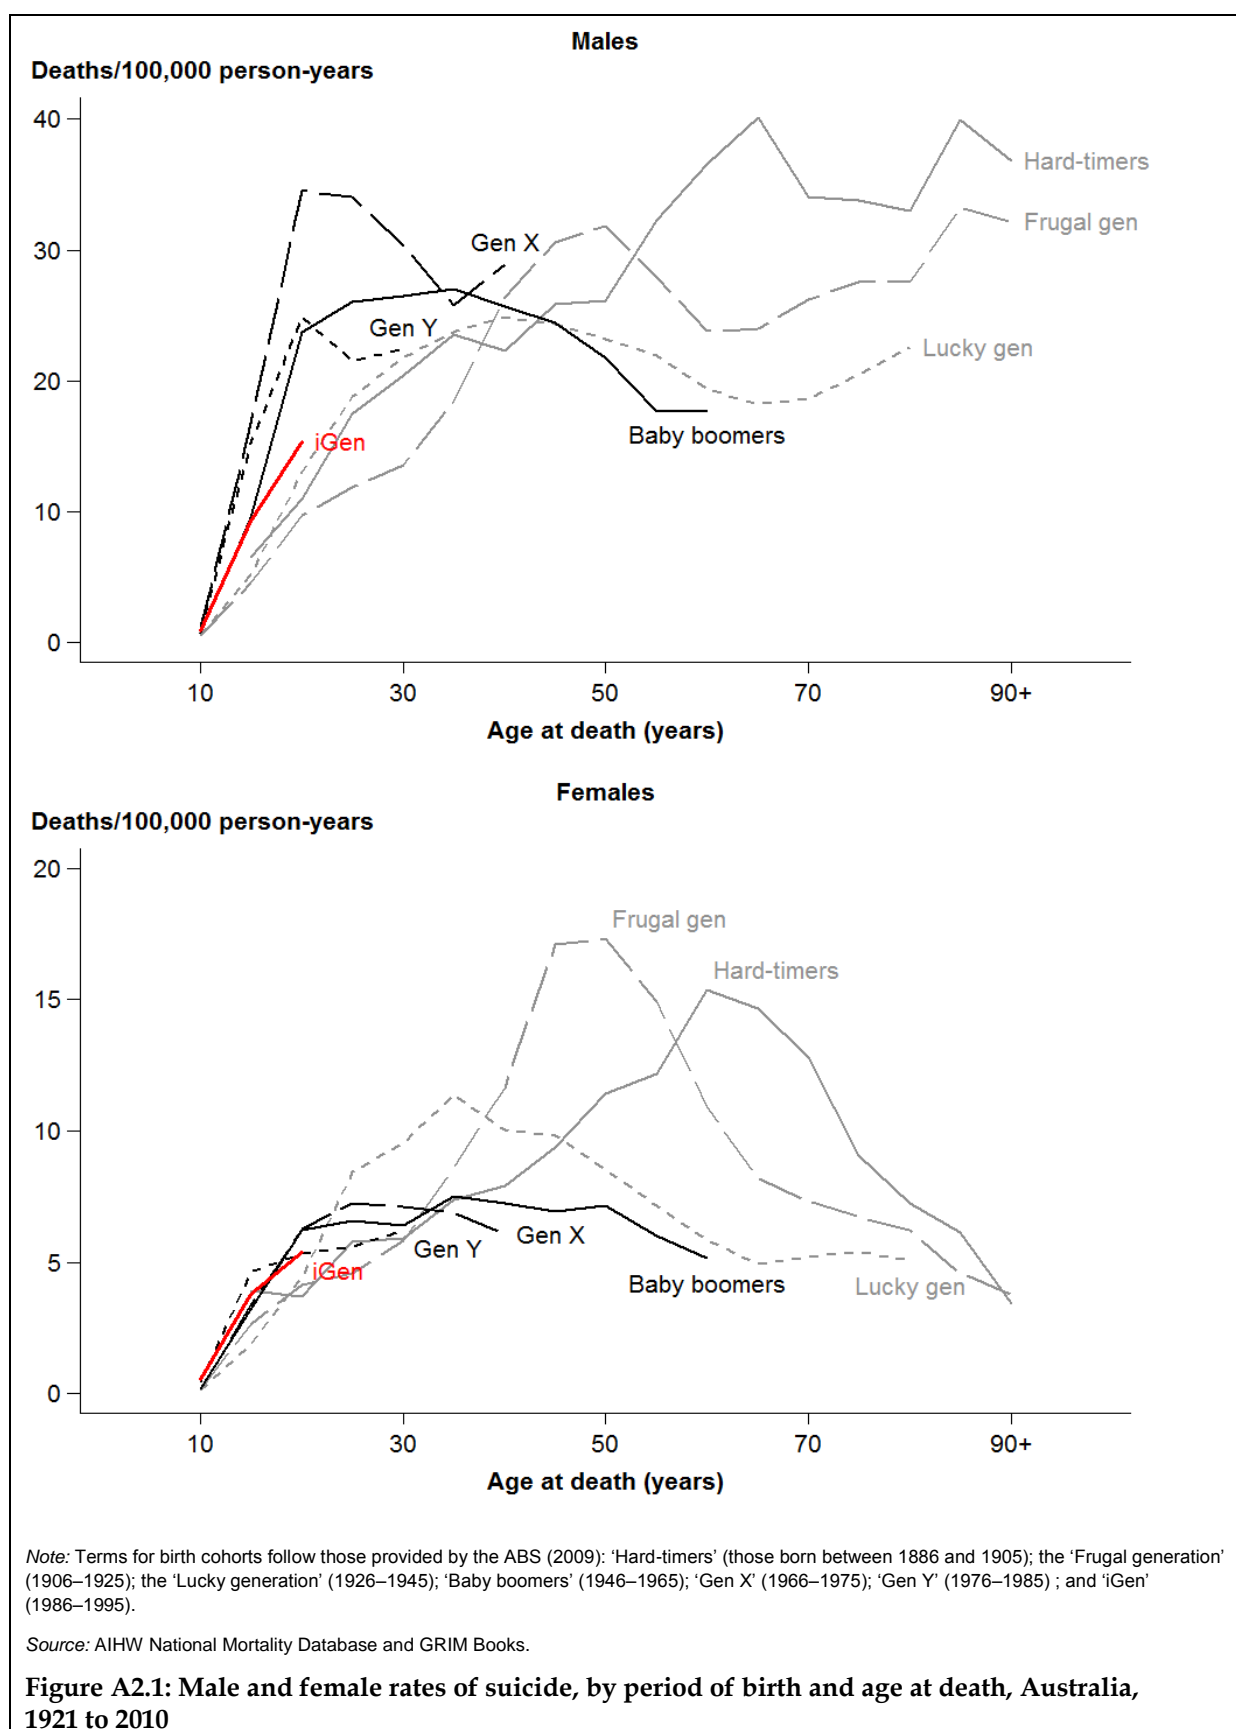 Males
Deaths/100,000 person-years
40
Hard-timers
Frugal gen
30
Gen X
Gen Y
Lucky gen
20
Baby boomers
iGen
10
0
10 30 50 70 90+
Age at death (years)
Females
Deaths/100,000 person-years
20
Frugal gen
Hard-timers
15
10
Gen Y Gen X
5
iGen
Baby boomers Lucky gen
0
10 30 50 70 90+
Age at death (years)
Note: Terms for birth cohorts follow those provided by the ABS (2009): ‘Hard-timers’ (those born between 1886 and 1905); the ‘Frugal generation’
(1906–1925); the ‘Lucky generation’ (1926–1945); ‘Baby boomers’ (1946–1965); ‘Gen X’ (1966–1975); ‘Gen Y’ (1976–1985) ; and ‘iGen’
(1986–1995).
Source: AIHW National Mortality Database and GRIM Books.
Figure A2.1: Male and female rates of suicide, by period of birth and age at death, Australia,
1921 to 2010